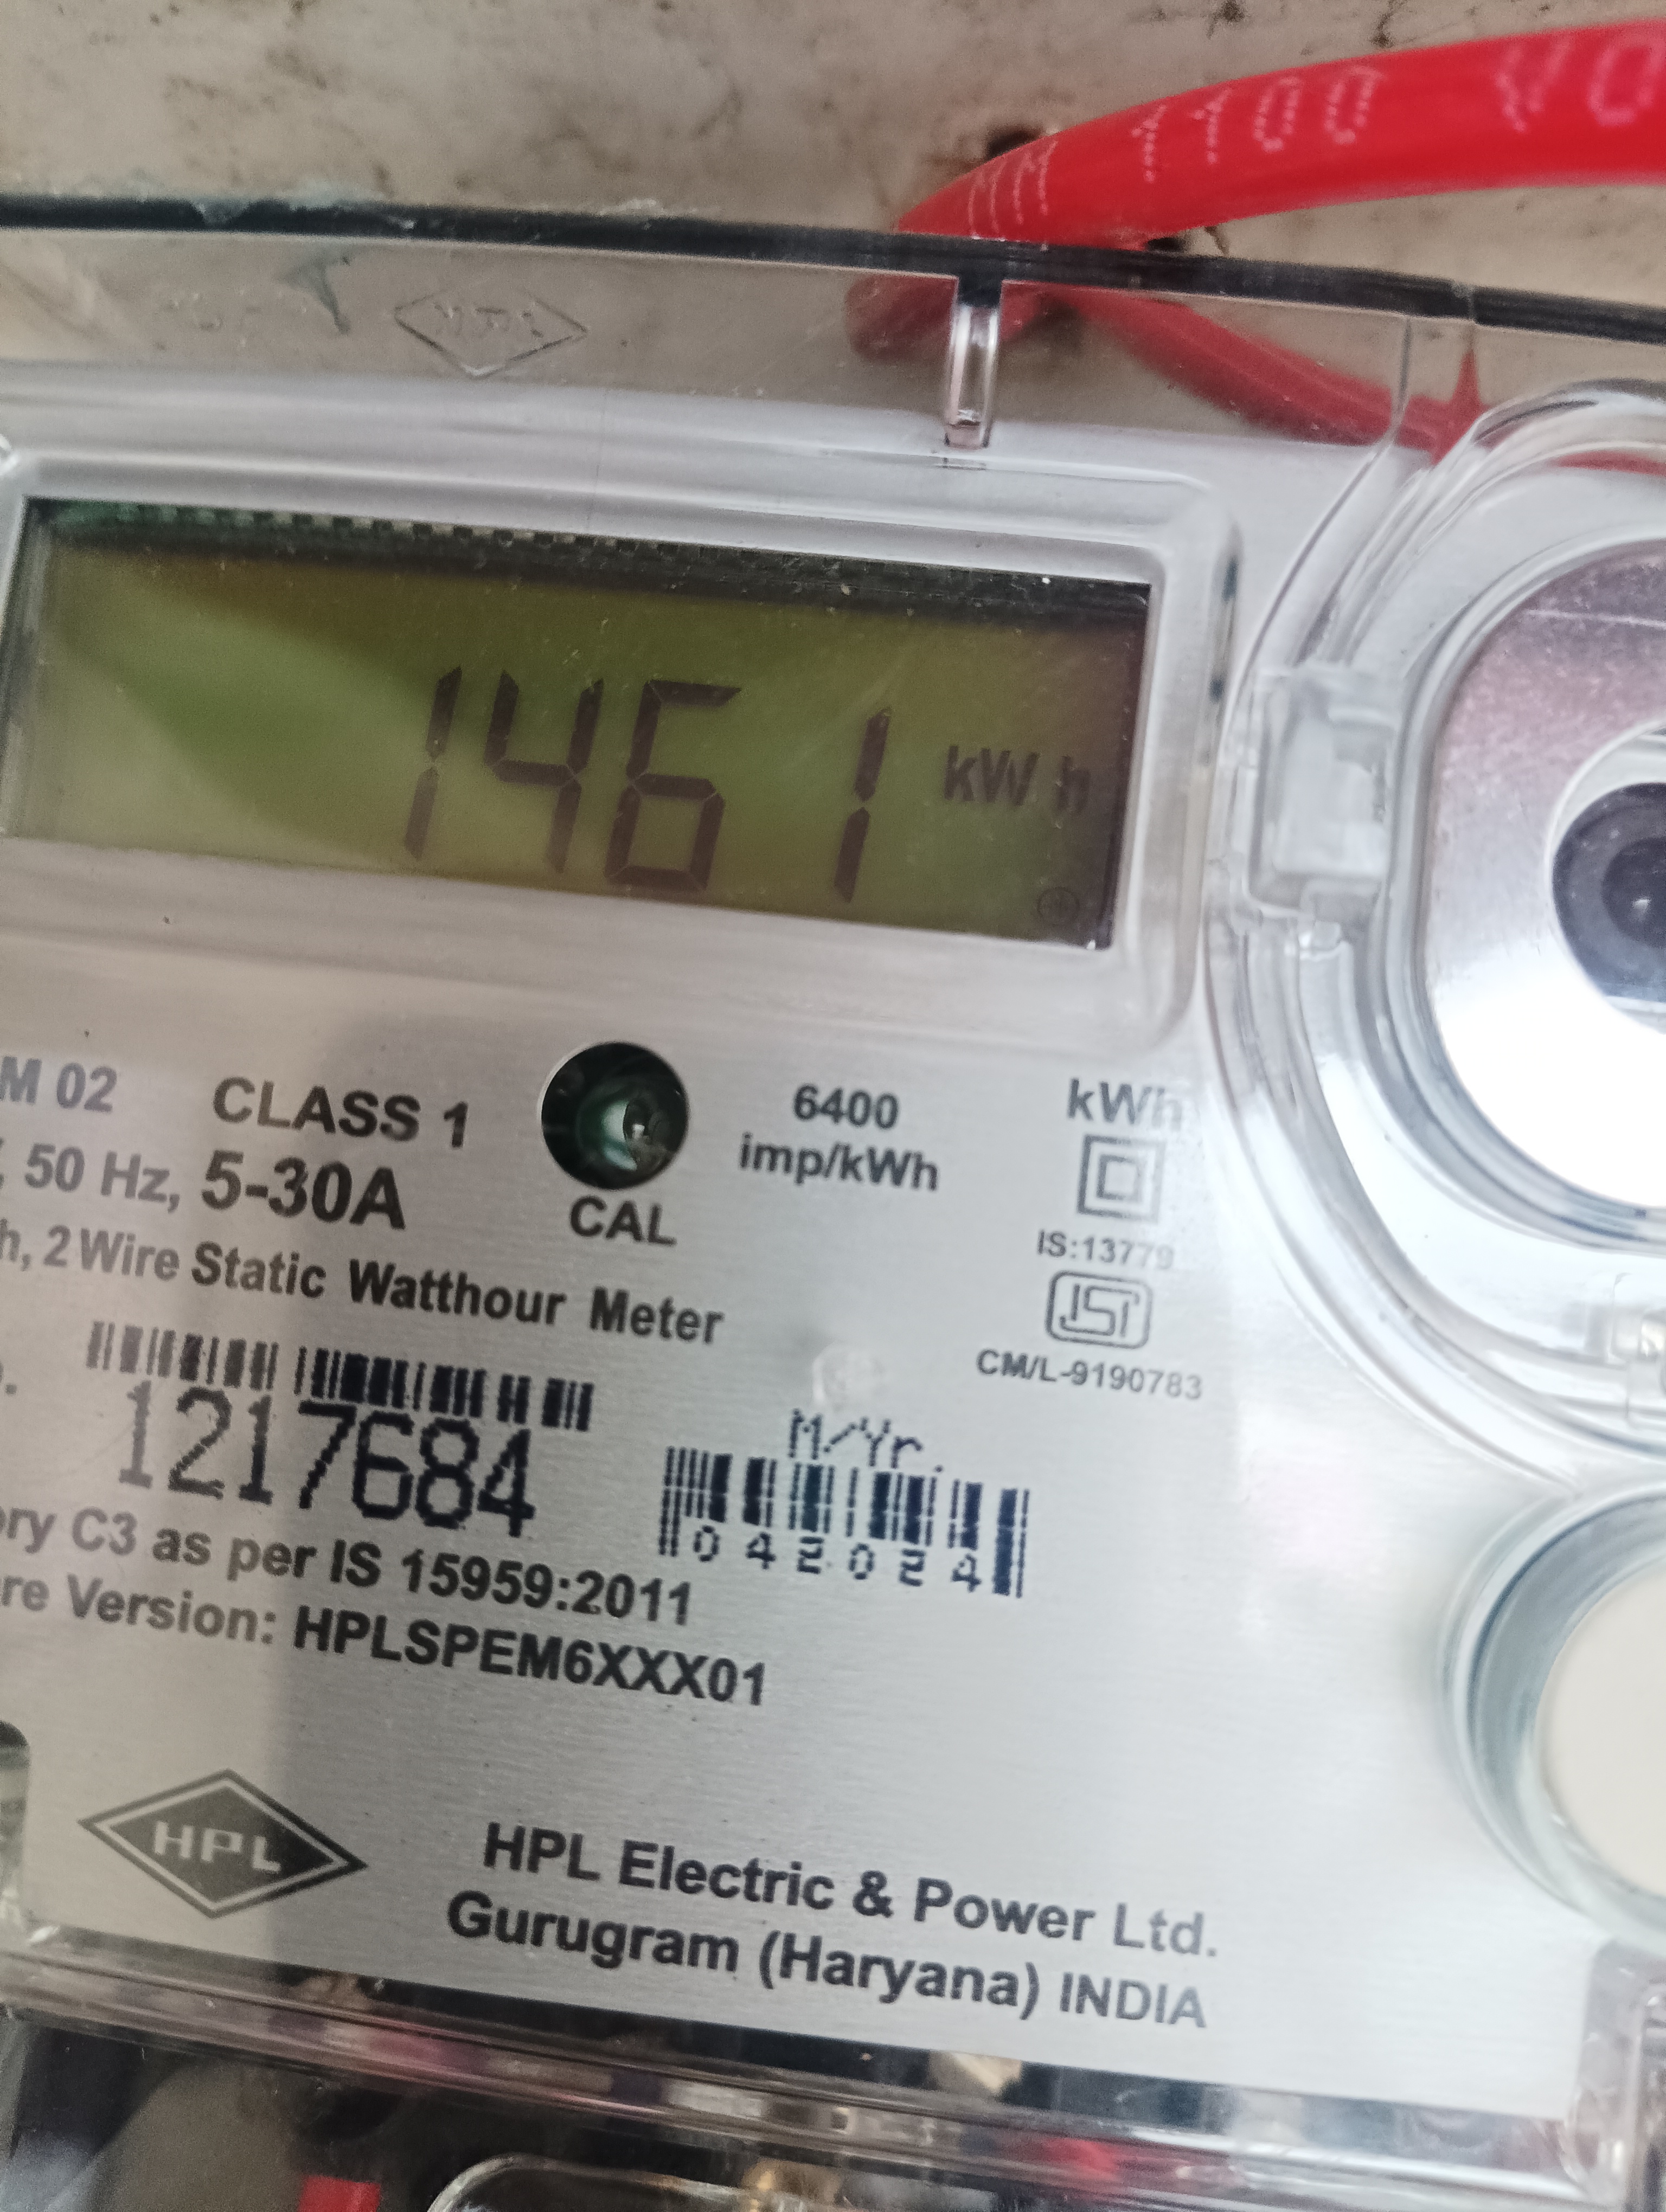 1100 VO
1461 kWh
M 02 CLASS 1
6400
imp/kWh
kWh
, 50 Hz, 5-30A
CAL
IS:13779
h, 2 Wire Static Watthour Meter
ISI
CM/L-9190783
1217684
M/Yr.
042024
ory C3 as per IS 15959:2011
re Version: HPLSPEM6XXX01
HPL
HPL Electric & Power Ltd.
Gurugram (Haryana) INDIA